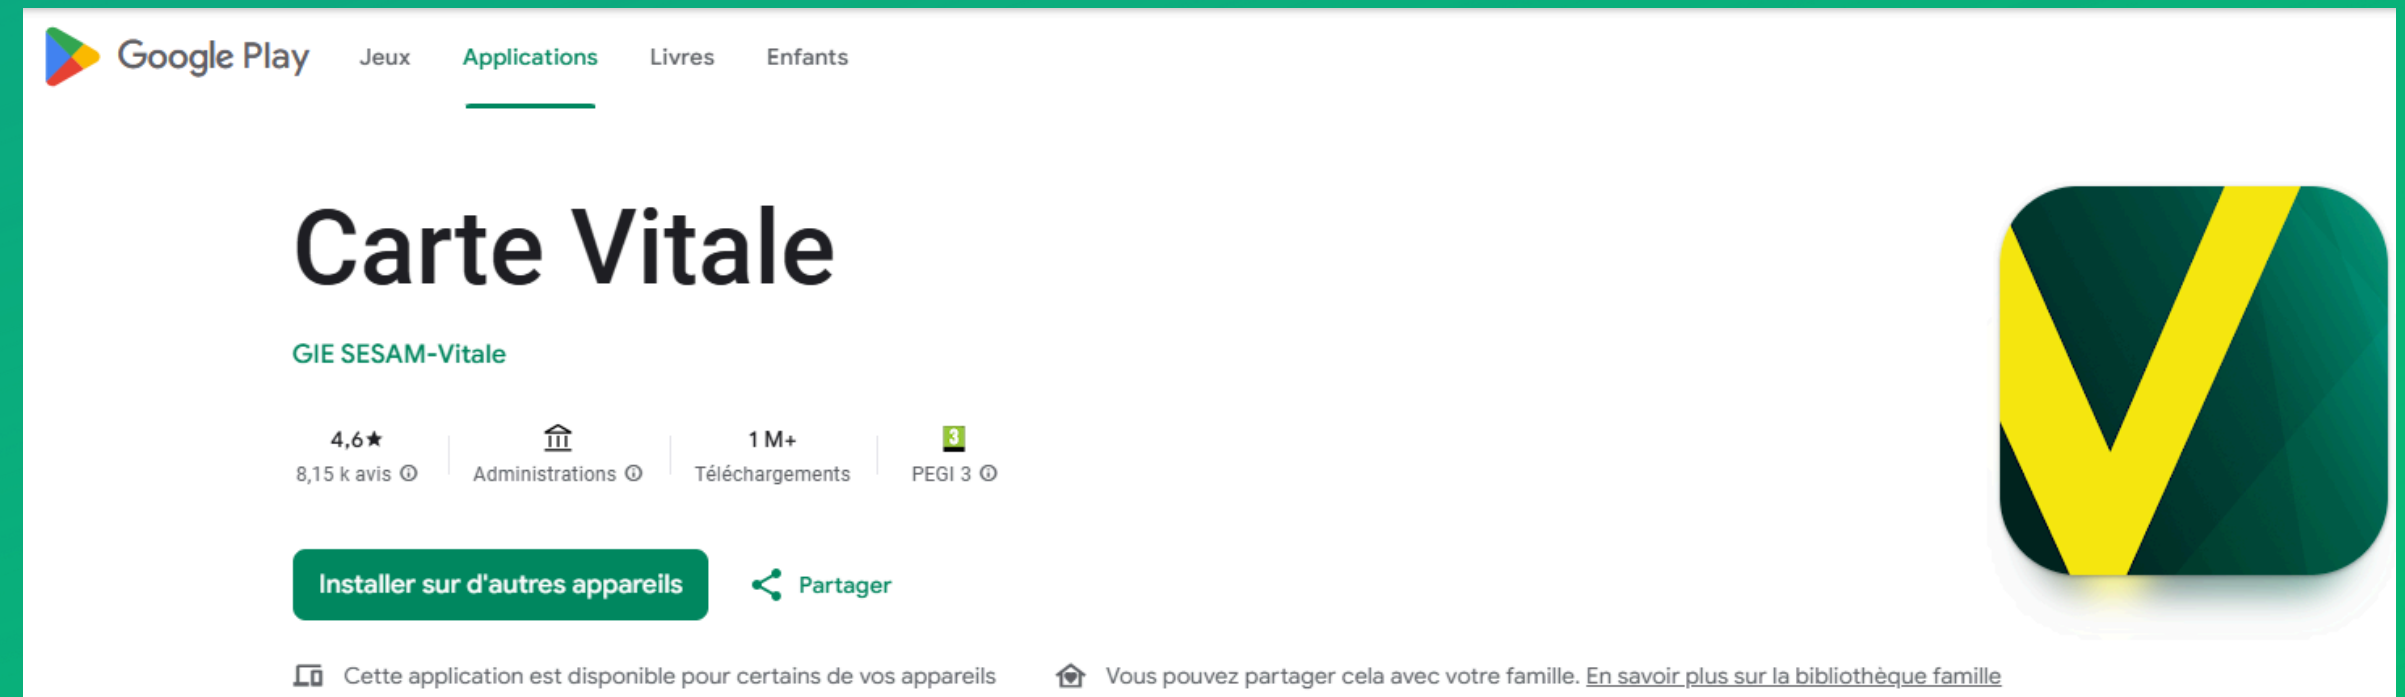 Google Play Jeux Applications Livres Enfants
Carte Vitale
GIE SESAM-Vitale
4,6★ 1 M+ 3
8,15 k avis Administrations Téléchargements PEGI 3
Installer sur d'autres appareils Partager
Cette application est disponible pour certains de vos appareils Vous pouvez partager cela avec votre famille. En savoir plus sur la bibliothèque famille